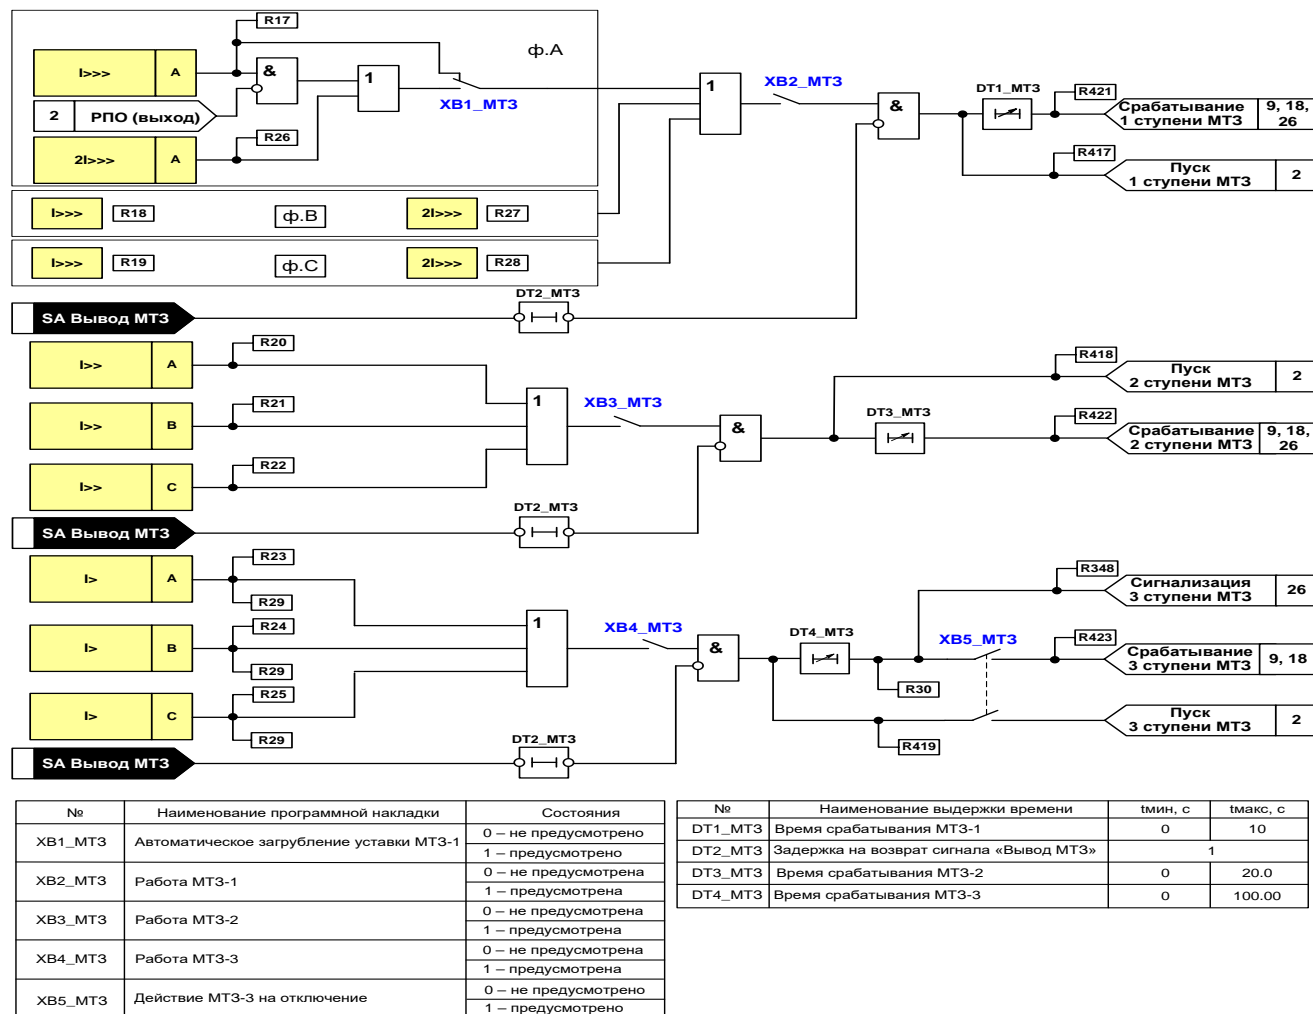 R17
ф.А
I>>>
A
&
1
XB1_МТЗ
2
РПО (выход)
R26
2I>>>
A
1
XB2_МТЗ
&
DT1_МТЗ
R421
Срабатывание
1 ступени МТЗ
9, 18,
26
R417
Пуск
1 ступени МТЗ
2
I>>>
R18
ф.В
2I>>>
R27
I>>>
R19
ф.С
2I>>>
R28
SA Вывод МТЗ
DT2_МТЗ
I>>
A
R20
I>>
B
R21
I>>
C
R22
1
XB3_МТЗ
&
R418
Пуск
2 ступени МТЗ
2
DT3_МТЗ
R422
Срабатывание
2 ступени МТЗ
9, 18,
26
SA Вывод МТЗ
DT2_МТЗ
I>
A
R23
R29
I>
B
R24
R29
I>
C
R25
R29
1
XB4_МТЗ
&
DT4_МТЗ
R30
R419
XB5_МТЗ
R348
Сигнализация
3 ступени МТЗ
26
R423
Срабатывание
3 ступени МТЗ
9, 18
Пуск
3 ступени МТЗ
2
SA Вывод МТЗ
DT2_МТЗ
№ Наименование программной накладки Состояния
XB1_МТЗ Автоматическое загрубление уставки МТЗ-1
0 – не предусмотрено
1 – предусмотрено
XB2_МТЗ Работа МТЗ-1
0 – не предусмотрена
1 – предусмотрена
XB3_МТЗ Работа МТЗ-2
0 – не предусмотрена
1 – предусмотрена
XB4_МТЗ Работа МТЗ-3
0 – не предусмотрена
1 – предусмотрена
XB5_МТЗ Действие МТЗ-3 на отключение
0 – не предусмотрено
1 – предусмотрено
№ Наименование выдержки времени tмин, с tмакс, с
DT1_МТЗ Время срабатывания МТЗ-1 0 10
DT2_МТЗ Задержка на возврат сигнала «Вывод МТЗ» 1
DT3_МТЗ Время срабатывания МТЗ-2 0 20.0
DT4_МТЗ Время срабатывания МТЗ-3 0 100.00